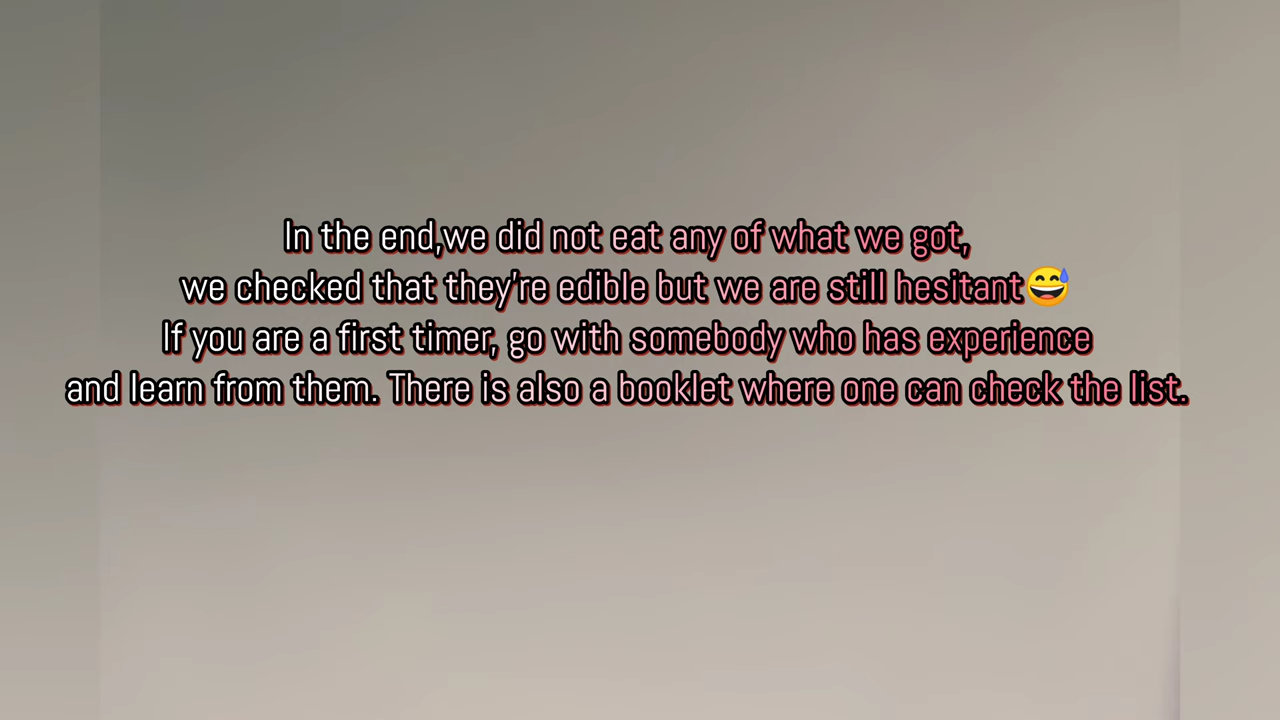 In the end,we did not eat any of what we got,
we checked that they're edible but we are still hesitant😅
If you are a first timer, go with somebody who has experience
and learn from them. There is also a booklet where one can check the list.